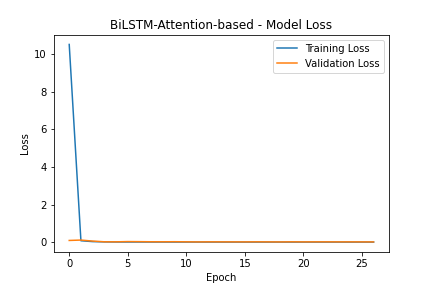 BiLSTM-Attention-based - Model Loss
Training Loss
Validation Loss
10
8
6
4
2
0
Loss
0 5 10 15 20 25
Epoch